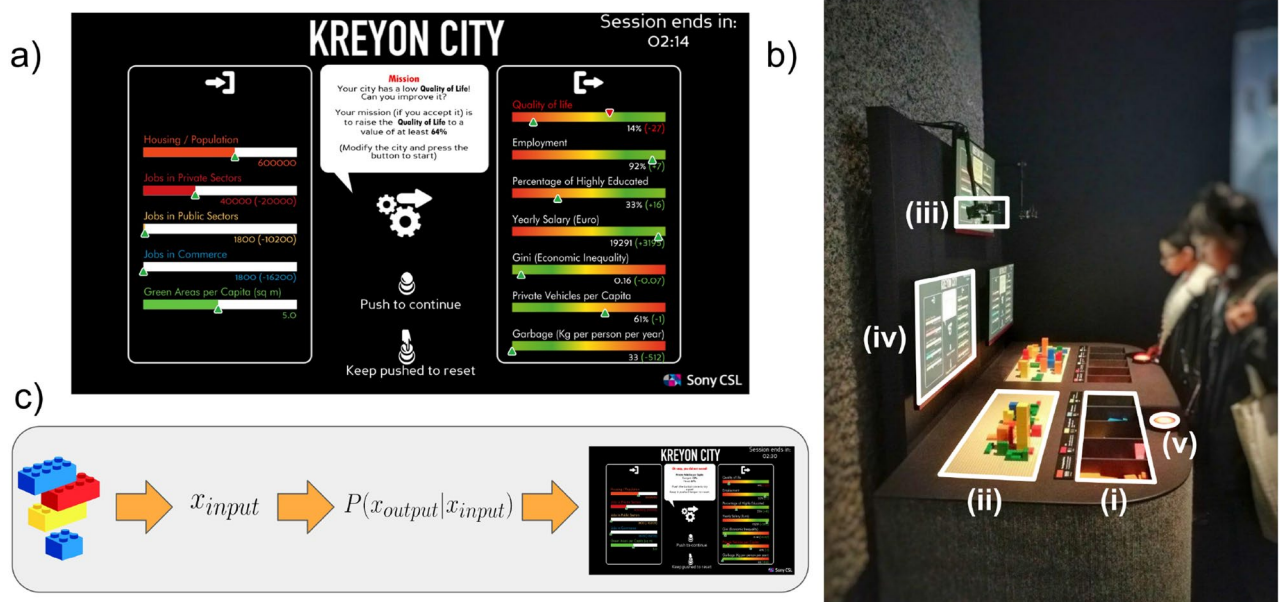 a)
KREYON CITY
Session ends in:
02:14
Mission
Your city has a low Quality of Life!
Can you improve it?
Your mission (if you accept it) is
to raise the Quality of Life to a
value of at least 64%
(Modify the city and press the
button to start)
Push to continue
Keep pushed to reset
Housing / Population
600000
Jobs in Private Sectors
40000 (-20000)
Jobs in Public Sectors
1800 (-10200)
Jobs in Commerce
1800 (-16200)
Green Areas per Capita (sq m)
5.0
Quality of life
14% (-27)
Employment
92% (+7)
Percentage of Highly Educated
33% (+16)
Yearly Salary (Euro)
19291 (+3195)
Gini (Economic Inequality)
0.16 (-0.07)
Private Vehicles per Capita
61% (-1)
Garbage (Kg per person per year)
33 (-512)
Sony CSL
b)
(iii)
(iv)
KREYON CITY
(v)
(ii)
(i)
c)
x_input
P(x_output|x_input)
KREYON CITY
Session ends in:
02:30
Push to continue
Keep pushed to reset
Sony CSL